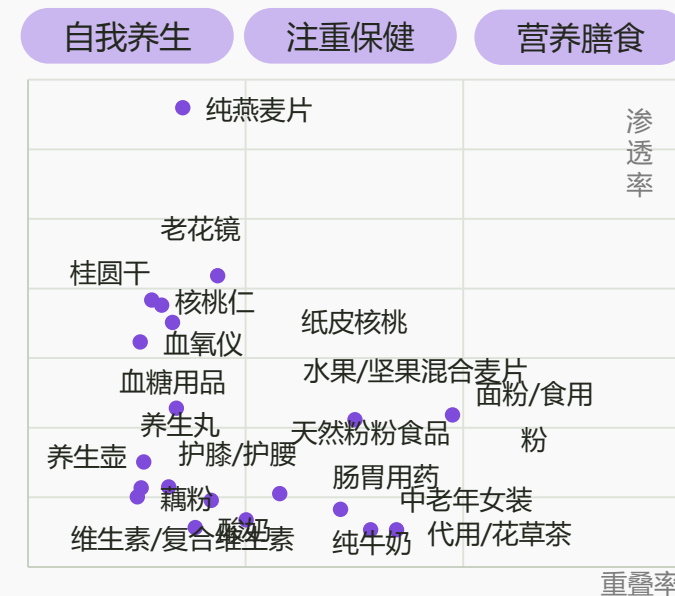 自我养生
注重保健
营养膳食
纯燕麦片
渗
透
率
老花镜
桂圆干
核桃仁
纸皮核桃
血氧仪
水果/坚果混合麦片
血糖用品
面粉/食用
粉
养生丸
天然粉粉食品
养生壶
护膝/护腰
肠胃用药
藕粉
中老年女装
酸奶
维生素/复合维生素
纯牛奶
代用/花草茶
重叠率